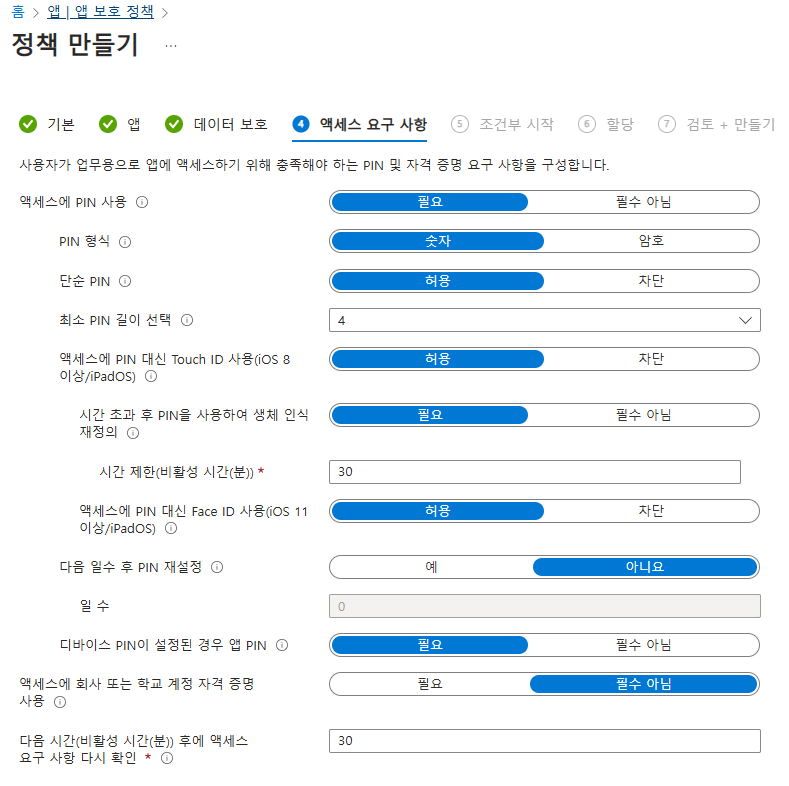 홈 > 앱 | 앱 보호 정책 >
정책 만들기 ...
기본 앱 데이터 보호 4 액세스 요구 사항 5 조건부 시작 6 할당 7 검토 + 만들기
사용자가 업무용으로 앱에 액세스하기 위해 충족해야 하는 PIN 및 자격 증명 요구 사항을 구성합니다.
액세스에 PIN 사용 필요 필수 아님
PIN 형식 숫자 암호
단순 PIN 허용 차단
최소 PIN 길이 선택 4
액세스에 PIN 대신 Touch ID 사용(iOS 8 허용 차단
이상/iPadOS)
시간 초과 후 PIN을 사용하여 생체 인식 필요 필수 아님
재정의
시간 제한(비활성 시간(분)) * 30
액세스에 PIN 대신 Face ID 사용(iOS 11 허용 차단
이상/iPadOS)
다음 일수 후 PIN 재설정 예 아니요
일 수 0
디바이스 PIN이 설정된 경우 앱 PIN 필요 필수 아님
액세스에 회사 또는 학교 계정 자격 증명 필요 필수 아님
사용
다음 시간(비활성 시간(분)) 후에 액세스 30
요구 사항 다시 확인 *